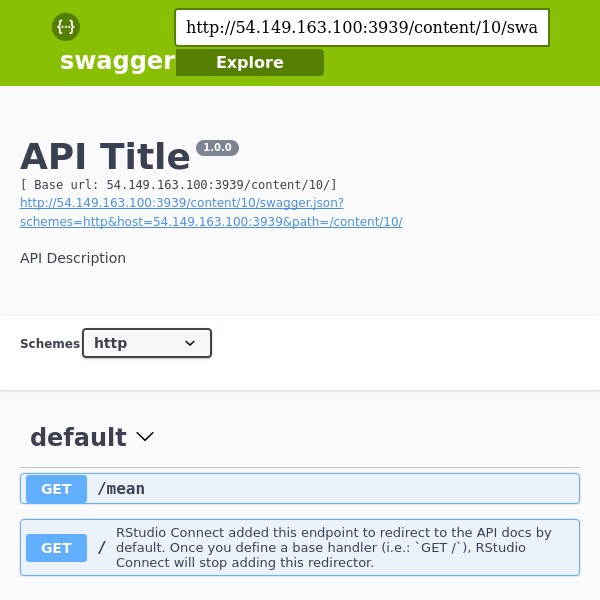 {···}
http://54.149.163.100:3939/content/10/swa
swagger
Explore
API Title 1.0.0
[ Base url: 54.149.163.100:3939/content/10/]
http://54.149.163.100:3939/content/10/swagger.json?
schemes=http&host=54.149.163.100:3939&path=/content/10/
API Description
Schemes http
default
GET /mean
GET / RStudio Connect added this endpoint to redirect to the API docs by
default. Once you define a base handler (i.e.: `GET /`), RStudio
Connect will stop adding this redirector.